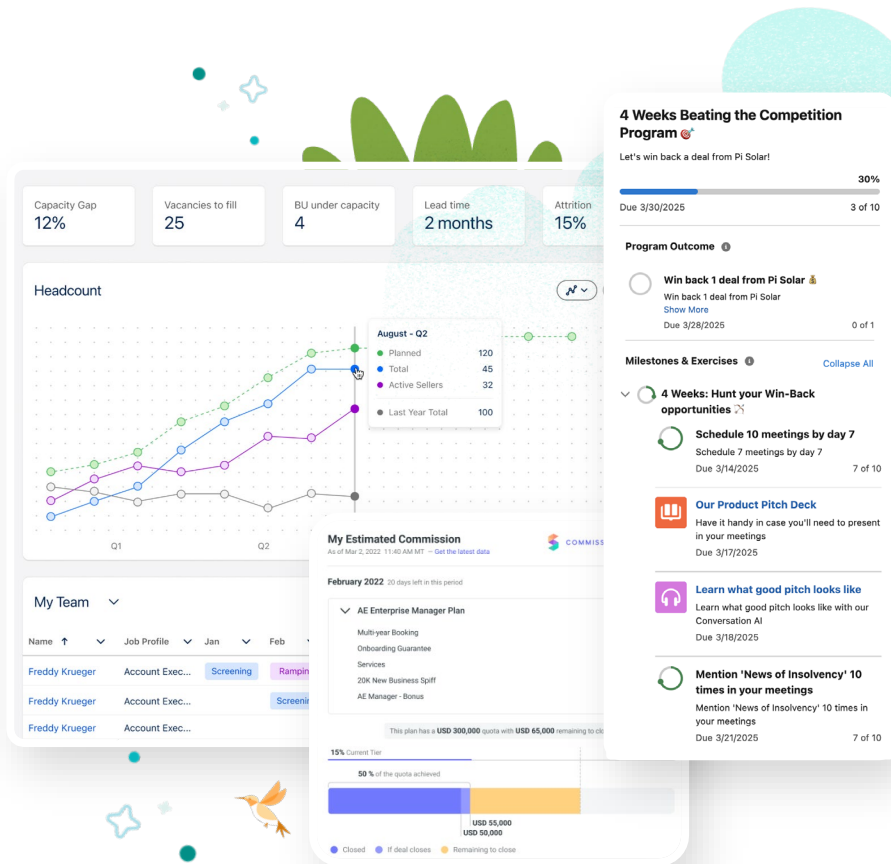 Capacity Gap
12%
Vacancies to fill
25
BU under capacity
4
Lead time
2 months
Attrition
15%
Headcount
August - Q2
Planned 120
Total 45
Active Sellers 32
Last Year Total 100
Q1 Q2
My Team
Name Job Profile Jan Feb
Freddy Krueger Account Exec... Screening
Freddy Krueger Account Exec...
Freddy Krueger Account Exec...
My Estimated Commission
As of Mar 2, 2022 11:40 AM MT – Get the latest data
February 2022 20 days left in this period
AE Enterprise Manager Plan
Multi-year Booking
Onboarding Guarantee
Services
20K New Business Spiff
AE Manager - Bonus
This plan has a USD 300,000 quota with USD 65,000 remaining to
15% Current Tier
50 % of the quota achieved
USD 55,000
USD 50,000
Closed If deal closes Remaining to close
4 Weeks Beating the Competition
Program 🎯
Let's win back a deal from Pi Solar!
30%
Due 3/30/2025 3 of 10
Program Outcome
Win back 1 deal from Pi Solar 💰
Win back 1 deal from Pi Solar
Show More
Due 3/28/2025 0 of 1
Milestones & Exercises Collapse All
4 Weeks: Hunt your Win-Back
opportunities 🏹
Schedule 10 meetings by day 7
Schedule 7 meetings by day 7
Due 3/14/2025 7 of 10
Our Product Pitch Deck
Have it handy in case you'll need to present
in your meetings
Due 3/17/2025
Learn what good pitch looks like
Learn what good pitch looks like with our
Conversation AI
Due 3/18/2025
Mention 'News of Insolvency' 10
times in your meetings
Mention 'News of Insolvency' 10 times in
your meetings
Due 3/21/2025 7 of 10